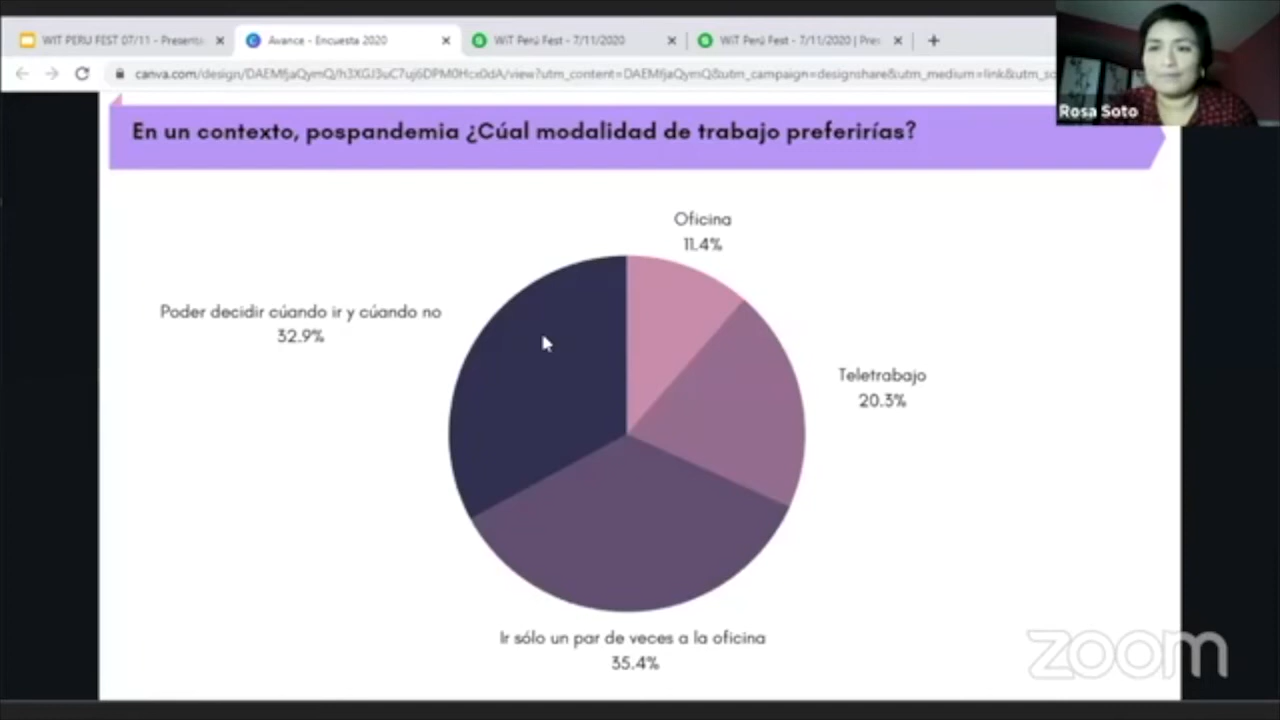 WIT PERU FEST 07/11 - Presenta
Avance - Encuesta 2020
WiT Perú Fest - 7/11/2020
WiT Perú Fest - 7/11/2020 | Pres
Rosa Soto
En un contexto, pospandemia ¿Cúal modalidad de trabajo preferirías?
Oficina
11.4%
Poder decidir cúando ir y cúando no
32.9%
Teletrabajo
20.3%
Ir sólo un par de veces a la oficina
35.4%
zoom